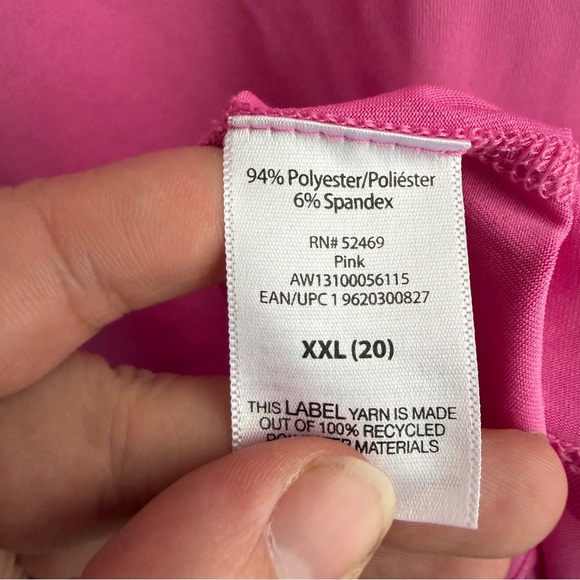 94% Polyester/Poliéster
6% Spandex
RN# 52469
Pink
AW13100056115
EAN/UPC 1 9620300827
XXL (20)
THIS LABEL YARN IS MADE
OUT OF 100% RECYCLED
MATERIALS